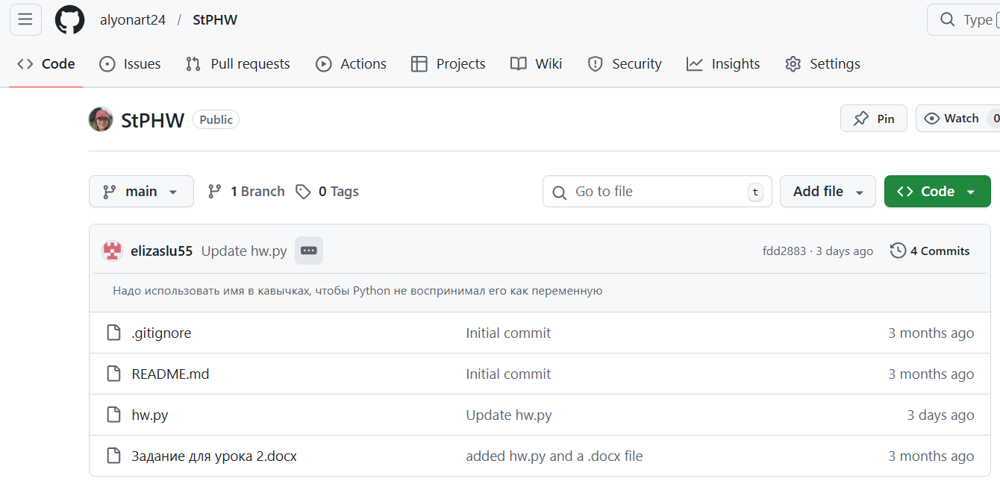 alyonart24 / StPHW Type
Code Issues Pull requests Actions Projects Wiki Security Insights Settings
StPHW Public Pin Watch 0
main 1 Branch 0 Tags Go to file t Add file Code
elizaslu55 Update hw.py fdd2883 · 3 days ago 4 Commits
Надо использовать имя в кавычках, чтобы Python не воспринимал его как переменную
.gitignore Initial commit 3 months ago
README.md Initial commit 3 months ago
hw.py Update hw.py 3 days ago
Задание для урока 2.docx added hw.py and a .docx file 3 months ago